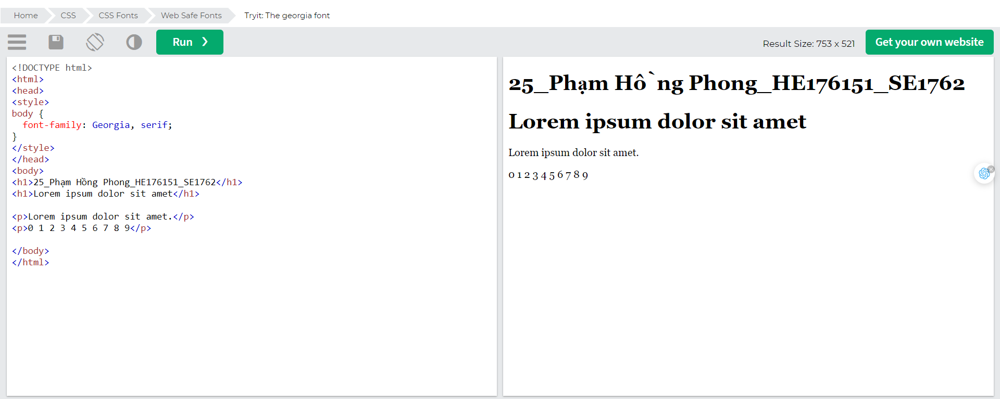 Home CSS CSS Fonts Web Safe Fonts Tryit: The georgia font
Run ❯ Result Size: 753 x 521 Get your own website
<!DOCTYPE html>
<html>
<head>
<style>
body {
  font-family: Georgia, serif;
}
</style>
</head>
<body>
<h1>25_Phạm Hồng Phong_HE176151_SE1762</h1>
<h1>Lorem ipsum dolor sit amet</h1>
<p>Lorem ipsum dolor sit amet.</p>
<p>0 1 2 3 4 5 6 7 8 9</p>
</body>
</html>
25_Phạm Hồng Phong_HE176151_SE1762
Lorem ipsum dolor sit amet
Lorem ipsum dolor sit amet.
0 1 2 3 4 5 6 7 8 9